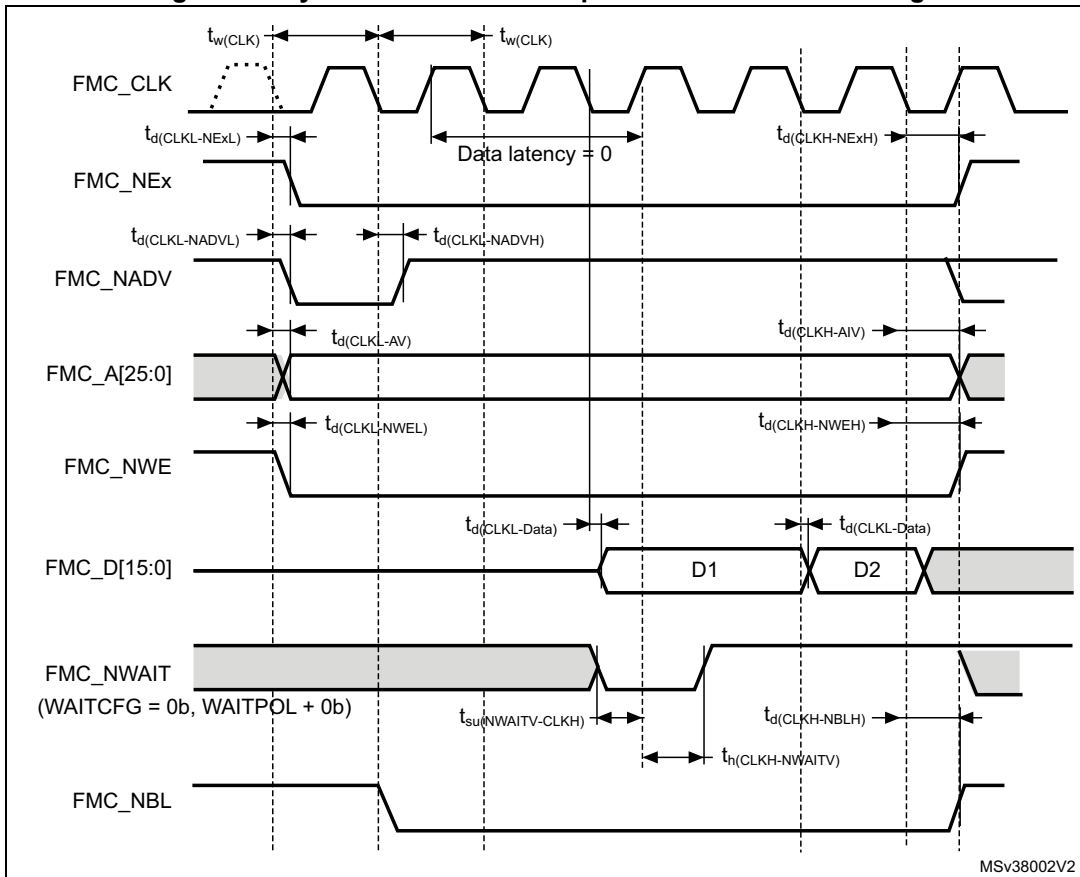 tw(CLK) tw(CLK)
FMC_CLK
td(CLKL-NExL) Data latency = 0 td(CLKH-NExH)
FMC_NEx
td(CLKL-NADVL) td(CLKL-NADVH)
FMC_NADV
td(CLKL-AV) td(CLKH-AIV)
FMC_A[25:0]
td(CLKL-NWEL) td(CLKH-NWEH)
FMC_NWE
td(CLKL-Data) td(CLKL-Data)
FMC_D[15:0] D1 D2
FMC_NWAIT
(WAITCFG = 0b, WAITPOL + 0b)
tsu(NWAITV-CLKH) td(CLKH-NBLH)
th(CLKH-NWAITV)
FMC_NBL
MSv38002V2